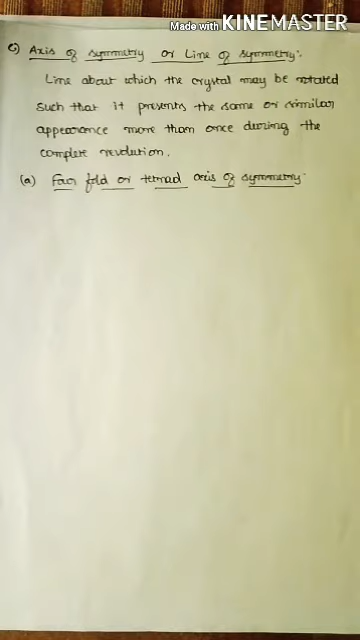 Made with KINEMASTER
c) Axis of symmetry or Line of symmetry:
Line about which the crystal may be rotated
such that it presents the same or similar
appearance more than once during the
complete revolution.
(a) Four fold or tetrad axis of symmetry: